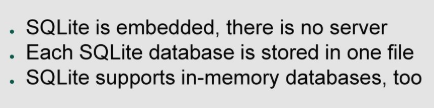 • SQLite is embedded, there is no server
• Each SQLite database is stored in one file
• SQLite supports in-memory databases, too